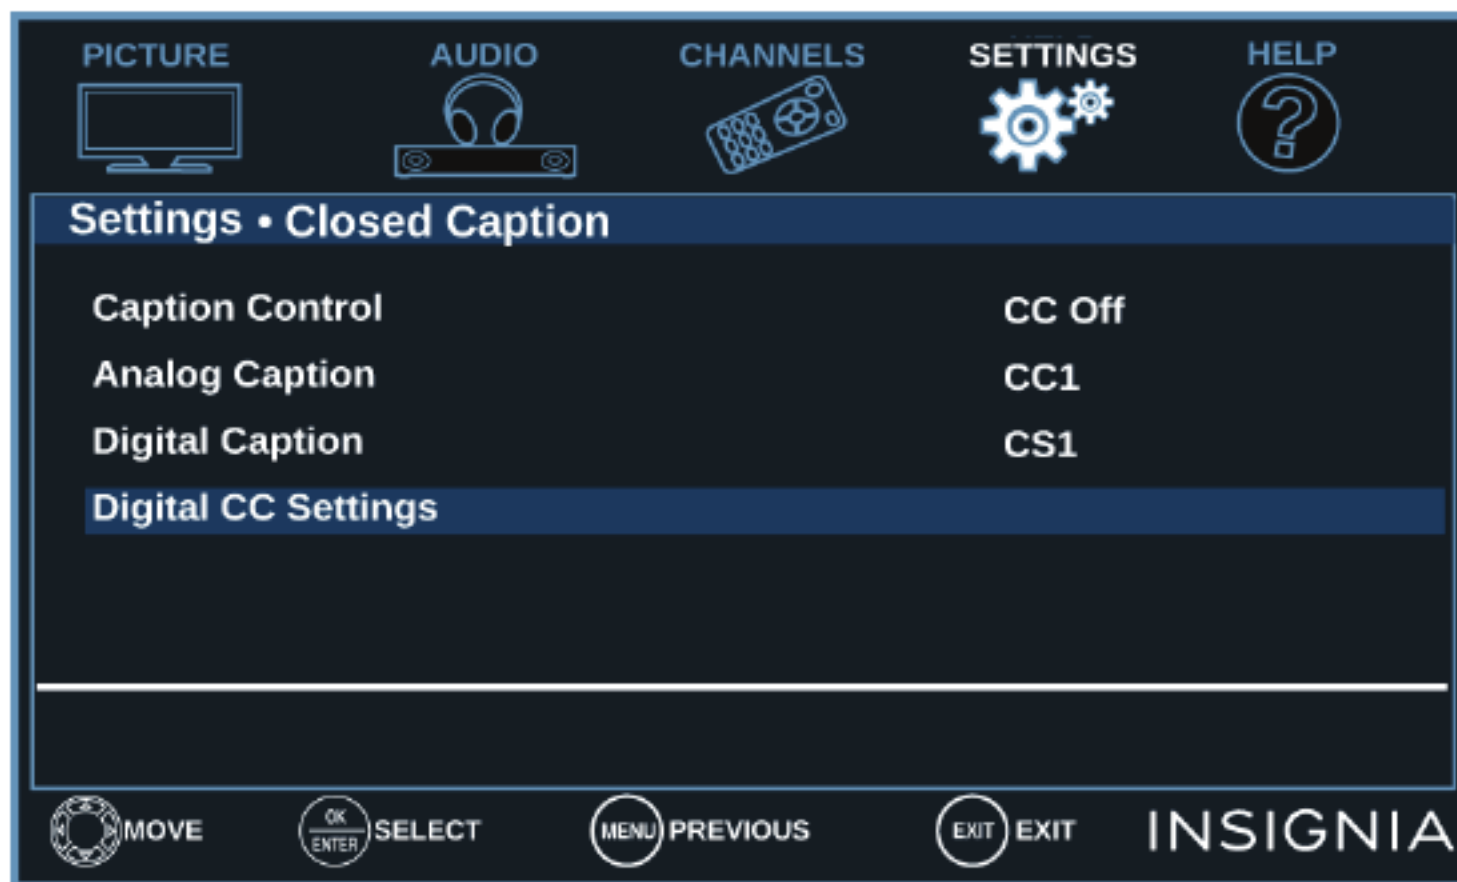 PICTURE AUDIO CHANNELS SETTINGS HELP
Settings • Closed Caption
Caption Control CC Off
Analog Caption CC1
Digital Caption CS1
Digital CC Settings
MOVE OK ENTER SELECT MENU PREVIOUS EXIT EXIT INSIGNIA